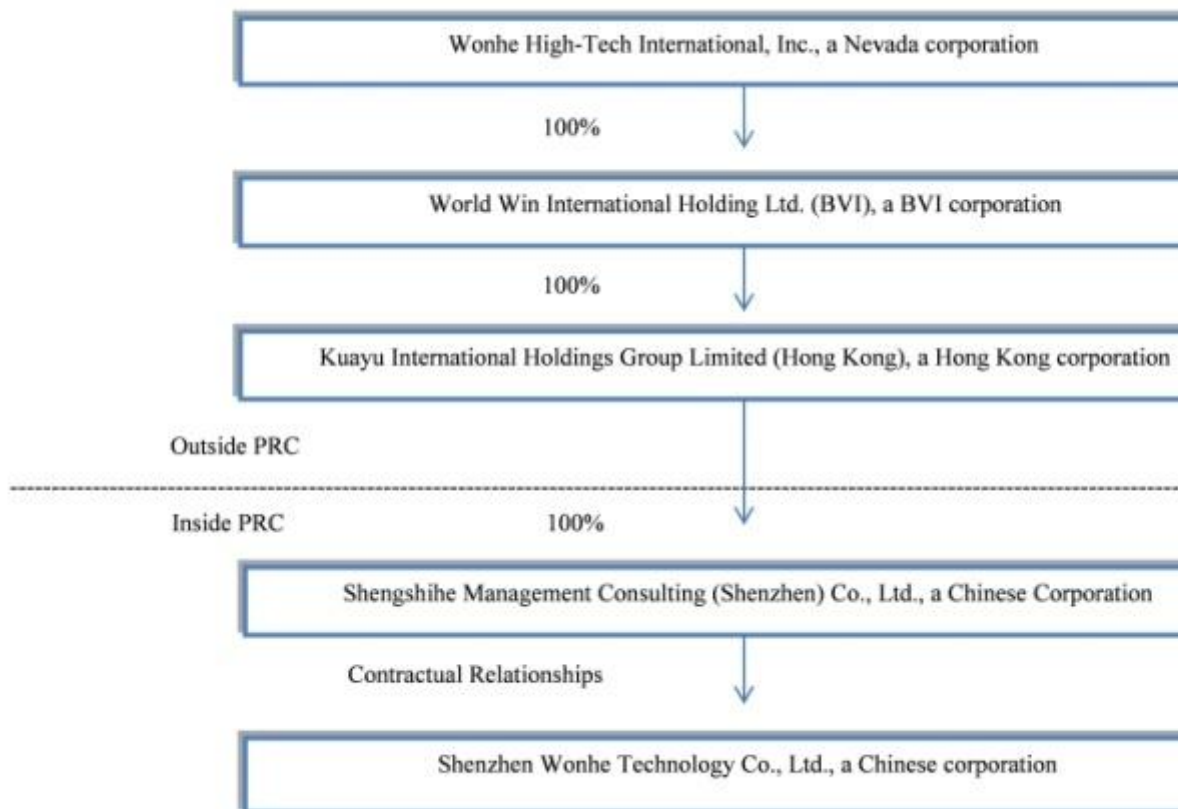 Wonhe High-Tech International, Inc., a Nevada corporation
100%
World Win International Holding Ltd. (BVI), a BVI corporation
100%
Kuayu International Holdings Group Limited (Hong Kong), a Hong Kong corporation
Outside PRC
Inside PRC
100%
Shengshihe Management Consulting (Shenzhen) Co., Ltd., a Chinese Corporation
Contractual Relationships
Shenzhen Wonhe Technology Co., Ltd., a Chinese corporation